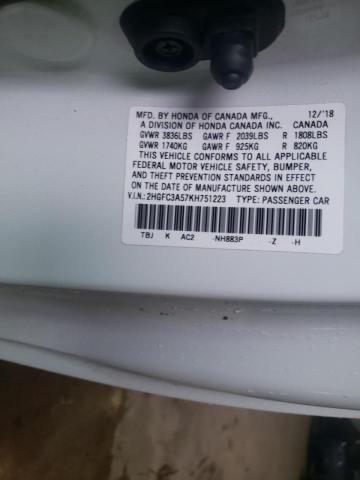 MFD. BY HONDA OF CANADA MFG., 12/'18
A DIVISION OF HONDA CANADA INC. CANADA
GVWR 3836LBS GAWR F 2039LBS R 1808LBS
GVWR 1740KG GAWR F 925KG R 820KG
THIS VEHICLE CONFORMS TO ALL APPLICABLE
FEDERAL MOTOR VEHICLE SAFETY, BUMPER,
AND THEFT PREVENTION STANDARDS IN EFFECT
ON THE DATE OF MANUFACTURE SHOWN ABOVE.
V.I.N.:2HGFC3A57KH751223 TYPE:PASSENGER CAR
TBJ K AC2 -NH883P -Z -H